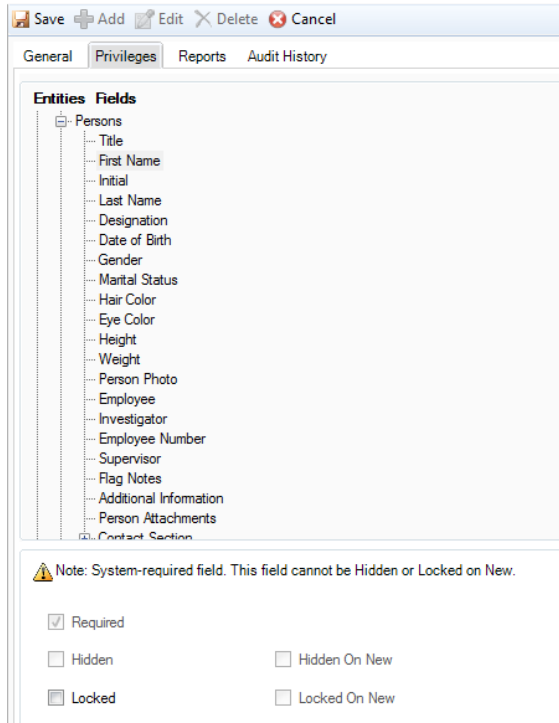 Save Add Edit Delete Cancel
General Privileges Reports Audit History
Entities Fields
Persons
Title
First Name
Initial
Last Name
Designation
Date of Birth
Gender
Marital Status
Hair Color
Eye Color
Height
Weight
Person Photo
Employee
Investigator
Employee Number
Supervisor
Flag Notes
Additional Information
Person Attachments
Contact Section
Note: System-required field. This field cannot be Hidden or Locked on New.
Required
Hidden Hidden On New
Locked Locked On New